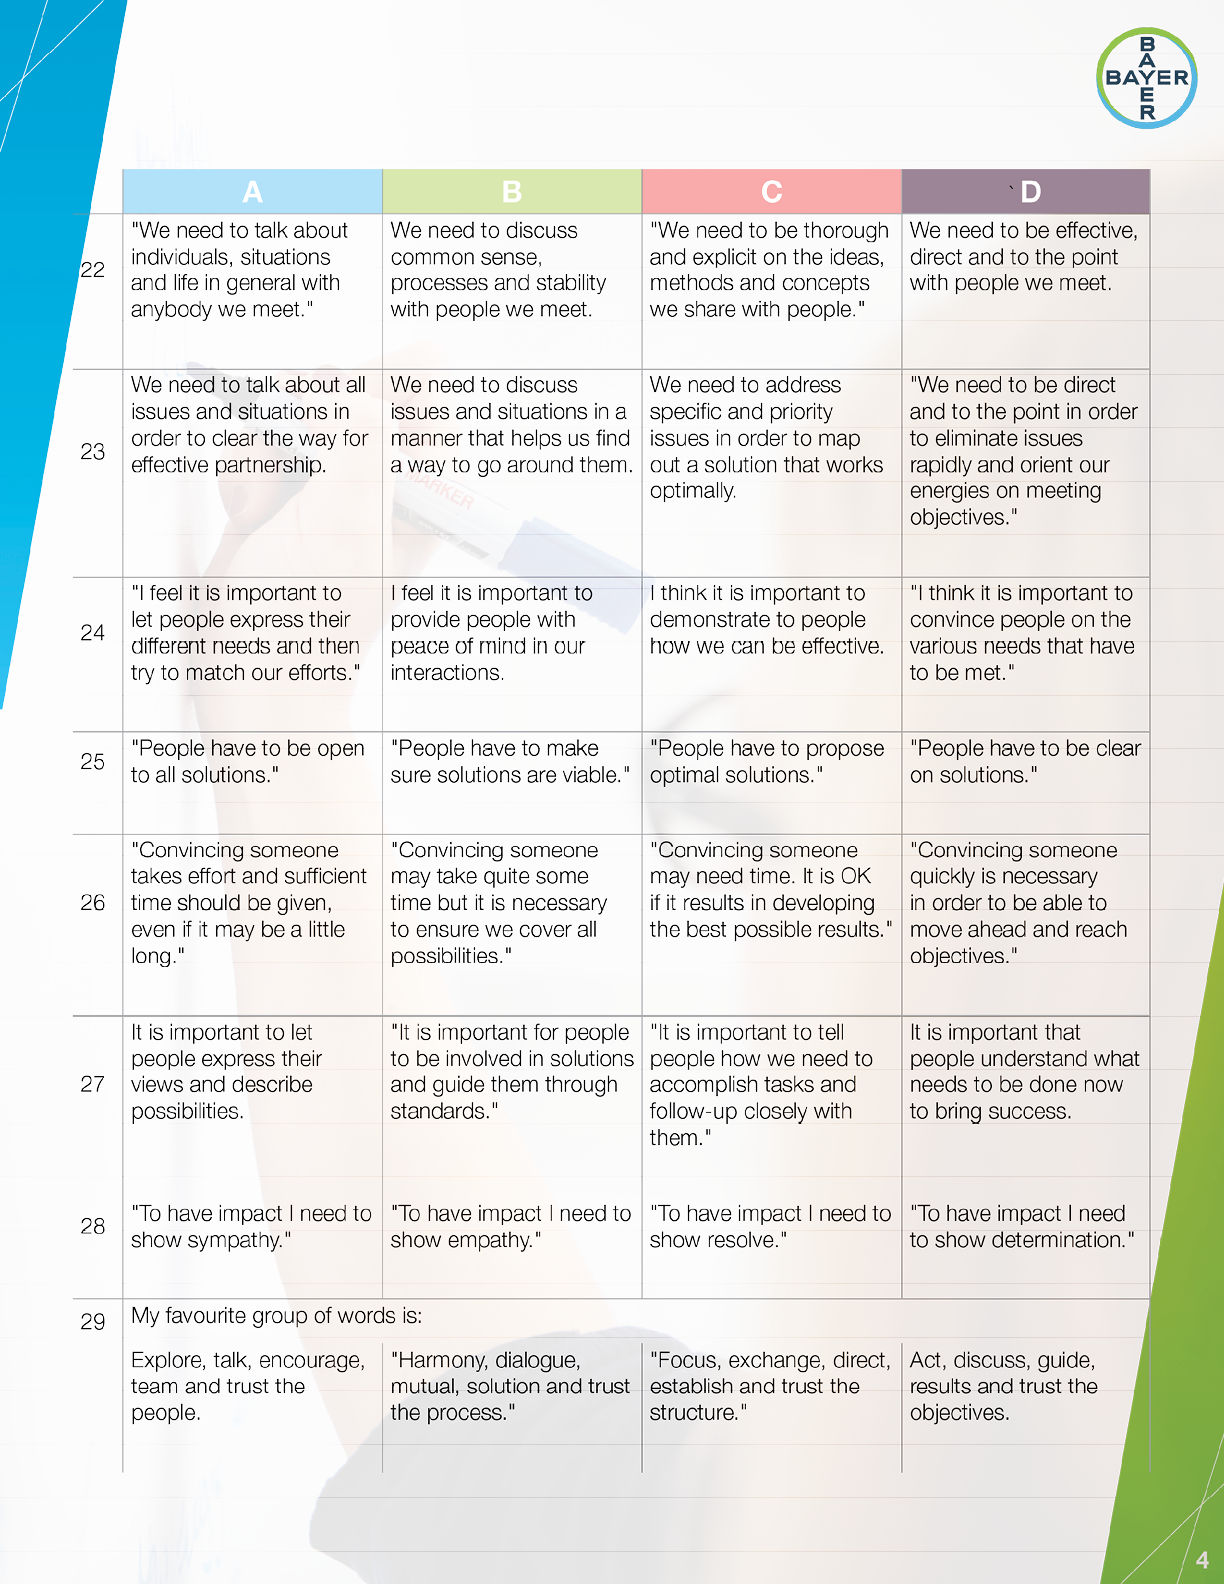 B
A
BAYER
E
R
A
B
C
` D
22
"We need to talk about
individuals, situations
and life in general with
anybody we meet."
We need to discuss
common sense,
processes and stability
with people we meet.
"We need to be thorough
and explicit on the ideas,
methods and concepts
we share with people."
We need to be effective,
direct and to the point
with people we meet.
23
We need to talk about all
issues and situations in
order to clear the way for
effective partnership.
We need to discuss
issues and situations in a
manner that helps us find
a way to go around them.
We need to address
specific and priority
issues in order to map
out a solution that works
optimally.
"We need to be direct
and to the point in order
to eliminate issues
rapidly and orient our
energies on meeting
objectives."
MARKER
24
"I feel it is important to
let people express their
different needs and then
try to match our efforts."
I feel it is important to
provide people with
peace of mind in our
interactions.
I think it is important to
demonstrate to people
how we can be effective.
"I think it is important to
convince people on the
various needs that have
to be met."
25
"People have to be open
to all solutions."
"People have to make
sure solutions are viable."
"People have to propose
optimal solutions."
"People have to be clear
on solutions."
26
"Convincing someone
takes effort and sufficient
time should be given,
even if it may be a little
long."
"Convincing someone
may take quite some
time but it is necessary
to ensure we cover all
possibilities."
"Convincing someone
may need time. It is OK
if it results in developing
the best possible results."
"Convincing someone
quickly is necessary
in order to be able to
move ahead and reach
objectives."
27
It is important to let
people express their
views and describe
possibilities.
"It is important for people
to be involved in solutions
and guide them through
standards."
"It is important to tell
people how we need to
accomplish tasks and
follow-up closely with
them."
It is important that
people understand what
needs to be done now
to bring success.
28
"To have impact I need to
show sympathy."
"To have impact I need to
show empathy."
"To have impact I need to
show resolve."
"To have impact I need
to show determination."
29
My favourite group of words is:
Explore, talk, encourage,
team and trust the
people.
"Harmony, dialogue,
mutual, solution and trust
the process."
"Focus, exchange, direct,
establish and trust the
structure."
Act, discuss, guide,
results and trust the
objectives.
4